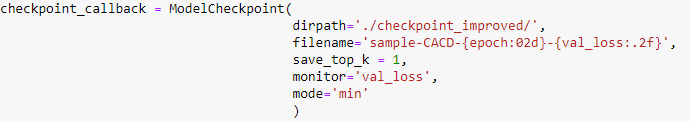 checkpoint_callback = ModelCheckpoint(
dirpath='./checkpoint_improved/',
filename='sample-CACD-{epoch:02d}-{val_loss:.2f}',
save_top_k = 1,
monitor='val_loss',
mode='min'
)